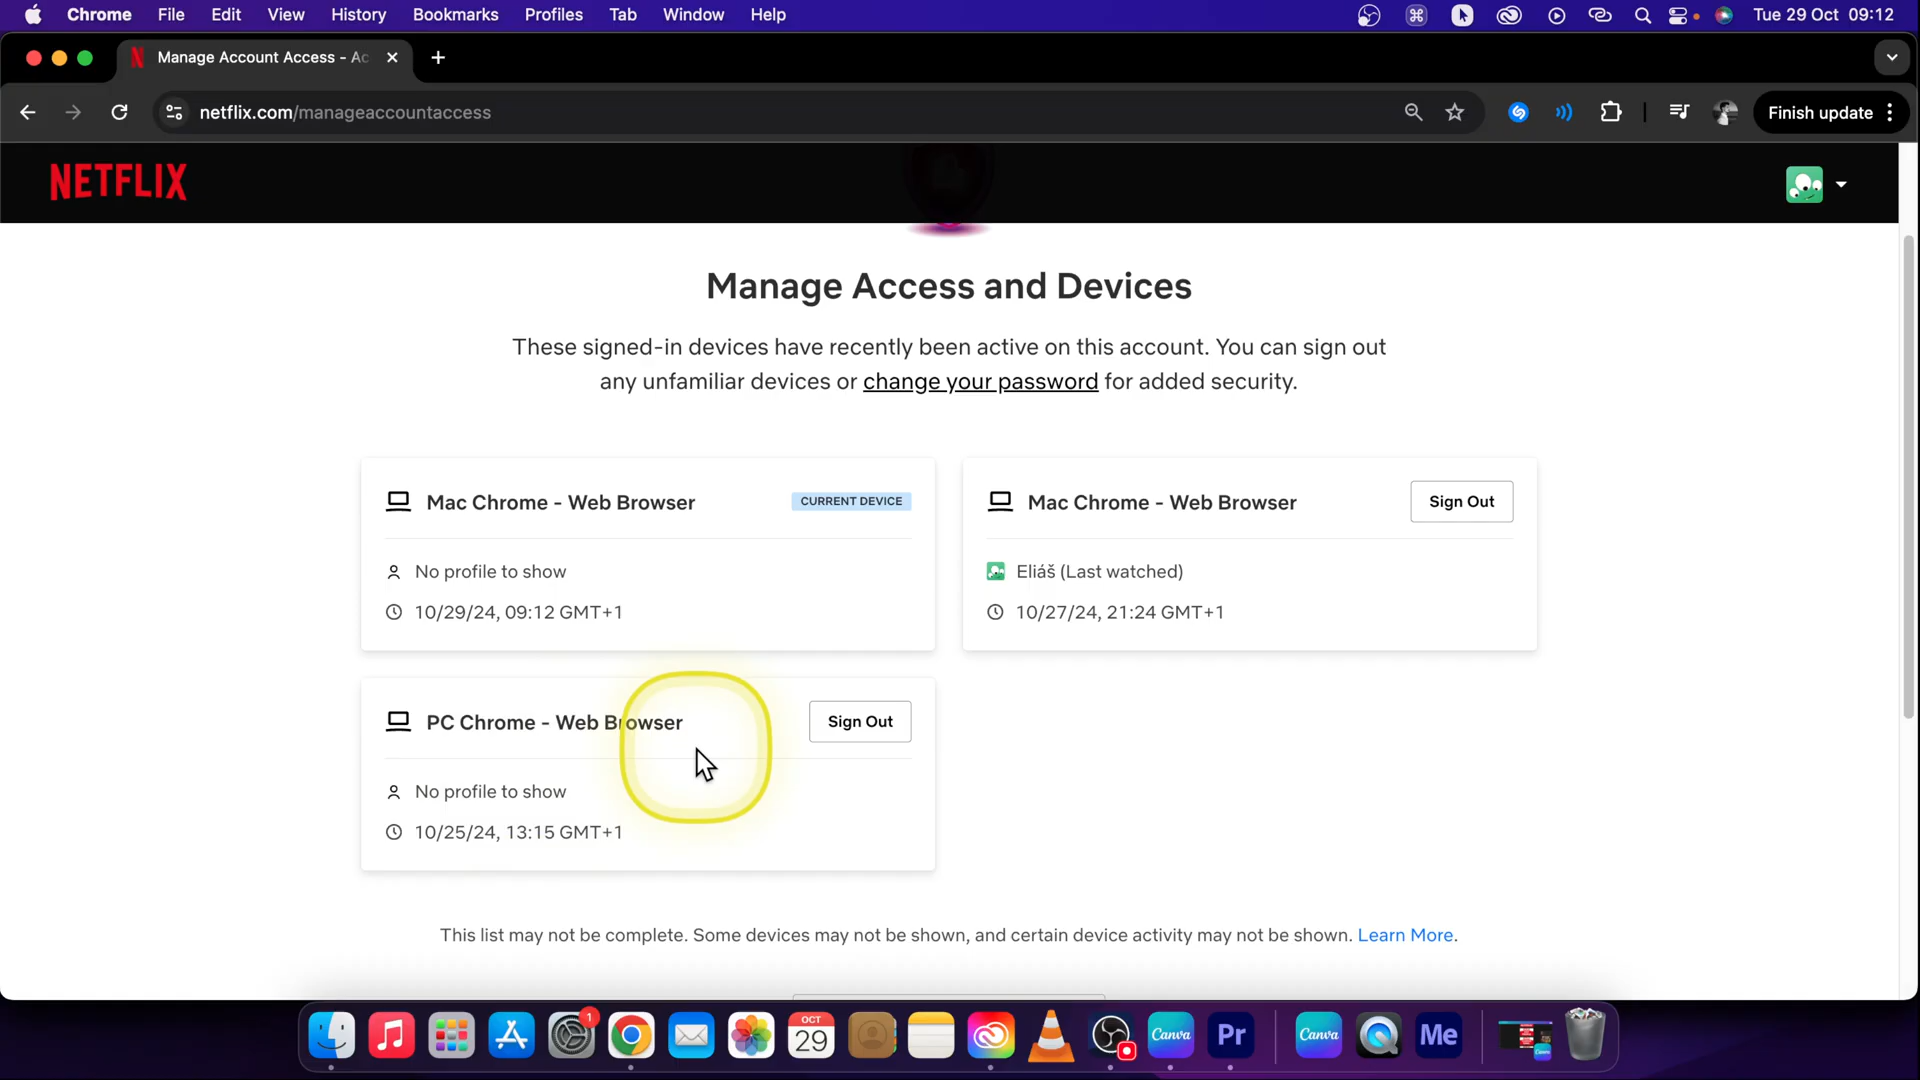 Chrome File Edit View History Bookmarks Profiles Tab Window Help Tue 29 Oct 09:12
Manage Account Access - Ac
netflix.com/manageaccountaccess Finish update
NETFLIX
Manage Access and Devices
These signed-in devices have recently been active on this account. You can sign out
any unfamiliar devices or change your password for added security.
Mac Chrome - Web Browser CURRENT DEVICE
No profile to show
10/29/24, 09:12 GMT+1
Mac Chrome - Web Browser Sign Out
Eliáš (Last watched)
10/27/24, 21:24 GMT+1
PC Chrome - Web Browser Sign Out
No profile to show
10/25/24, 13:15 GMT+1
This list may not be complete. Some devices may not be shown, and certain device activity may not be shown. Learn More.
1
OCT
29
Canva
Pr
Canva
Me